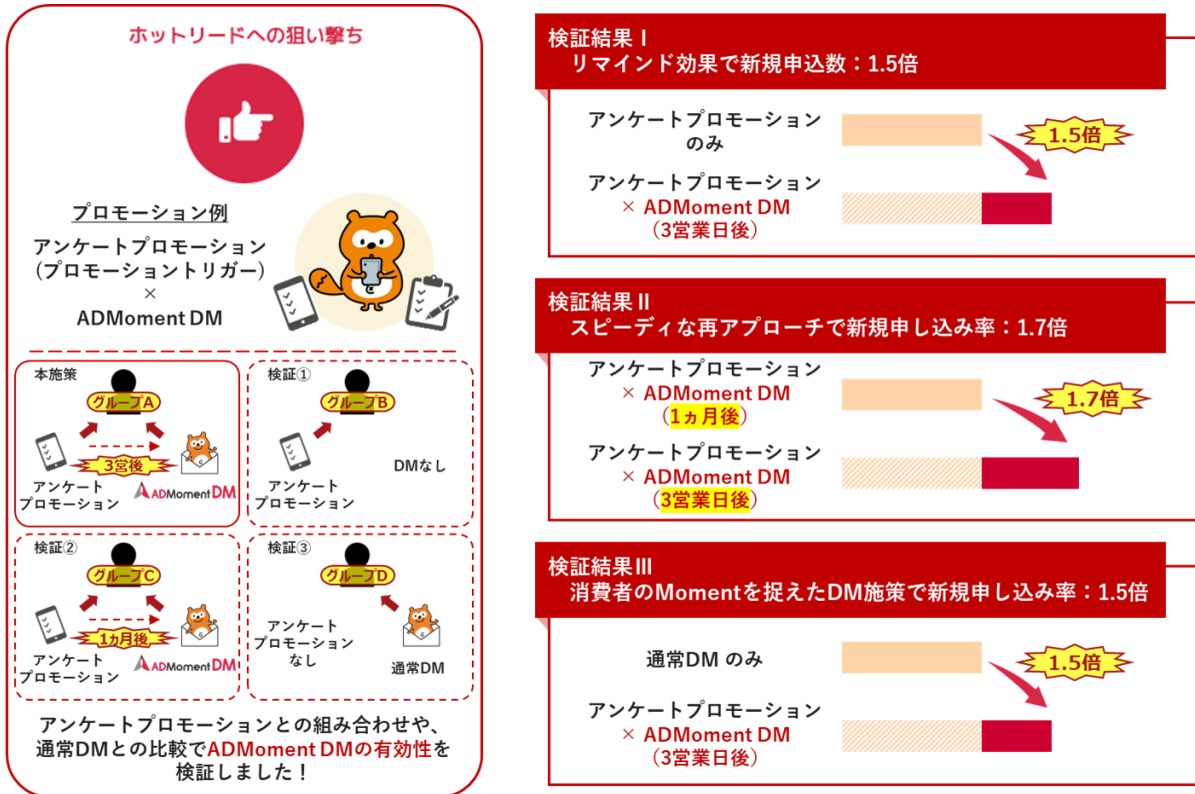 ホットリードへの狙い撃ち
プロモーション例
アンケートプロモーション
(プロモーショントリガー)
×
ADMoment DM
本施策
グループA
3営後
アンケート
プロモーション
ADMoment DM
検証①
グループB
アンケート
プロモーション
DMなし
検証②
グループC
1ヵ月後
アンケート
プロモーション
ADMoment DM
検証③
グループD
アンケート
プロモーション
なし
通常DM
アンケートプロモーションとの組み合わせや、
通常DMとの比較でADMoment DMの有効性を
検証しました！
検証結果Ⅰ
リマインド効果で新規申込数：1.5倍
アンケートプロモーション
のみ
1.5倍
アンケートプロモーション
× ADMoment DM
（3営業日後）
検証結果Ⅱ
スピーディな再アプローチで新規申し込み率：1.7倍
アンケートプロモーション
× ADMoment DM
（1ヵ月後）
1.7倍
アンケートプロモーション
× ADMoment DM
（3営業日後）
検証結果Ⅲ
消費者のMomentを捉えたDM施策で新規申し込み率：1.5倍
通常DM のみ
1.5倍
アンケートプロモーション
× ADMoment DM
（3営業日後）